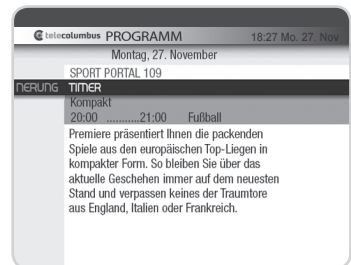 telecolumbus PROGRAMM 18:27 Mo. 27. Nov
Montag, 27. November
SPORT PORTAL 109
NIERUNG TIMER
Kompakt
20:00 ...........21:00 Fußball
Premiere präsentiert Ihnen die packenden
Spiele aus den europäischen Top-Liegen in
kompakter Form. So bleiben Sie über das
aktuelle Geschehen immer auf dem neuesten
Stand und verpassen keines der Traumtore
aus England, Italien oder Frankreich.